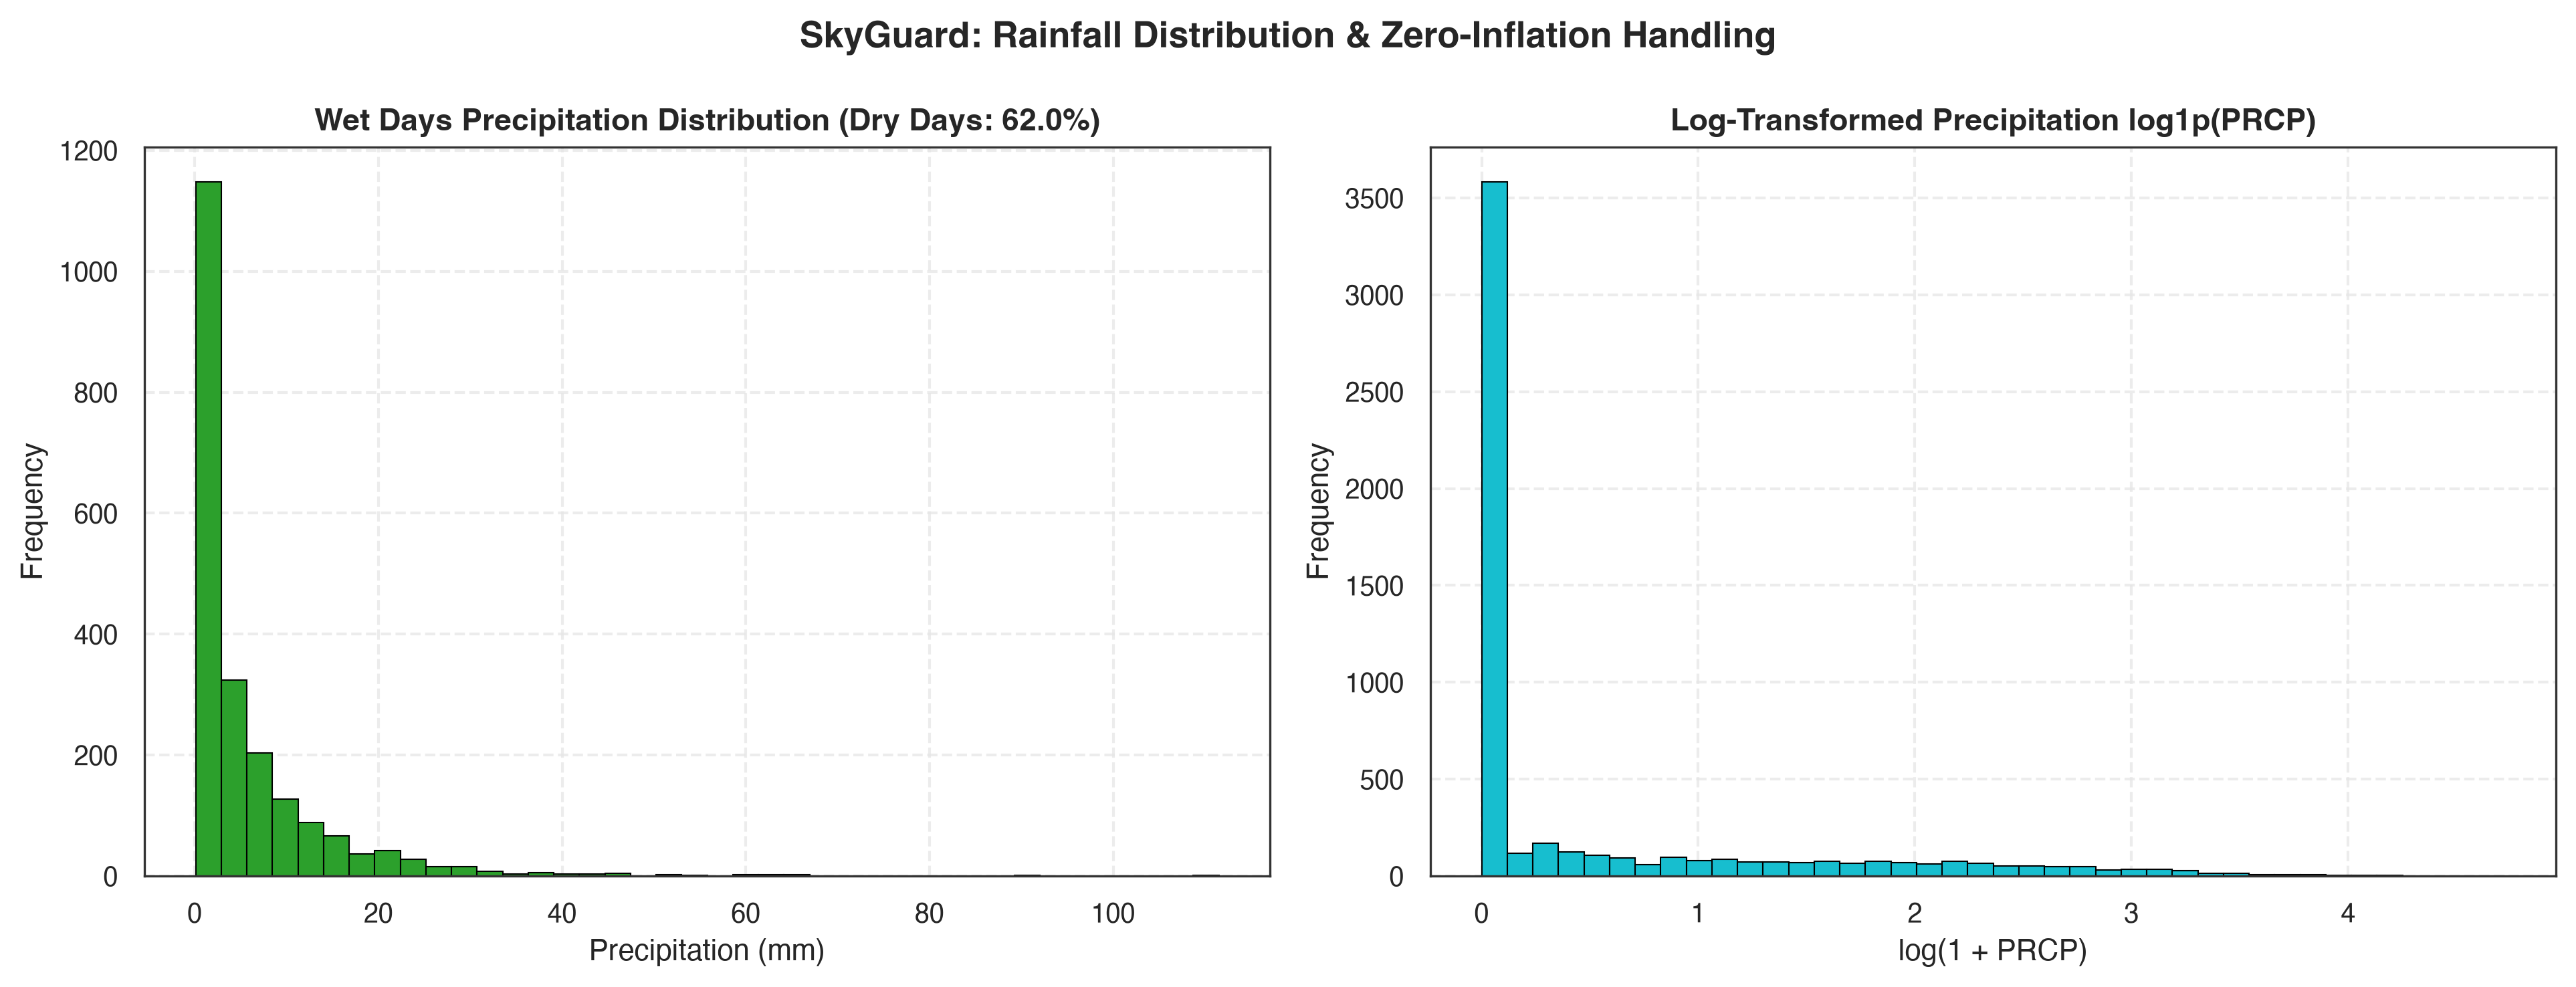 SkyGuard: Rainfall Distribution & Zero-Inflation Handling
Wet Days Precipitation Distribution (Dry Days: 62.0%)
1200
1000
800
600
400
200
0
Frequency
0 20 40 60 80 100
Precipitation (mm)
Log-Transformed Precipitation log1p(PRCP)
3500
3000
2500
2000
1500
1000
500
0
Frequency
0 1 2 3 4
log(1 + PRCP)